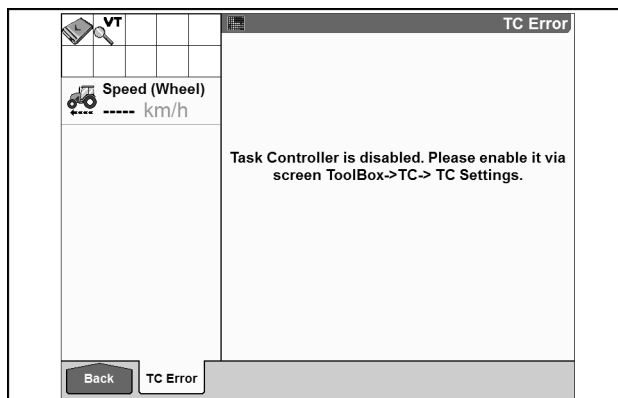 VT
TC Error
Speed (Wheel)
----- km/h
Task Controller is disabled. Please enable it via
screen ToolBox->TC-> TC Settings.
Back
TC Error